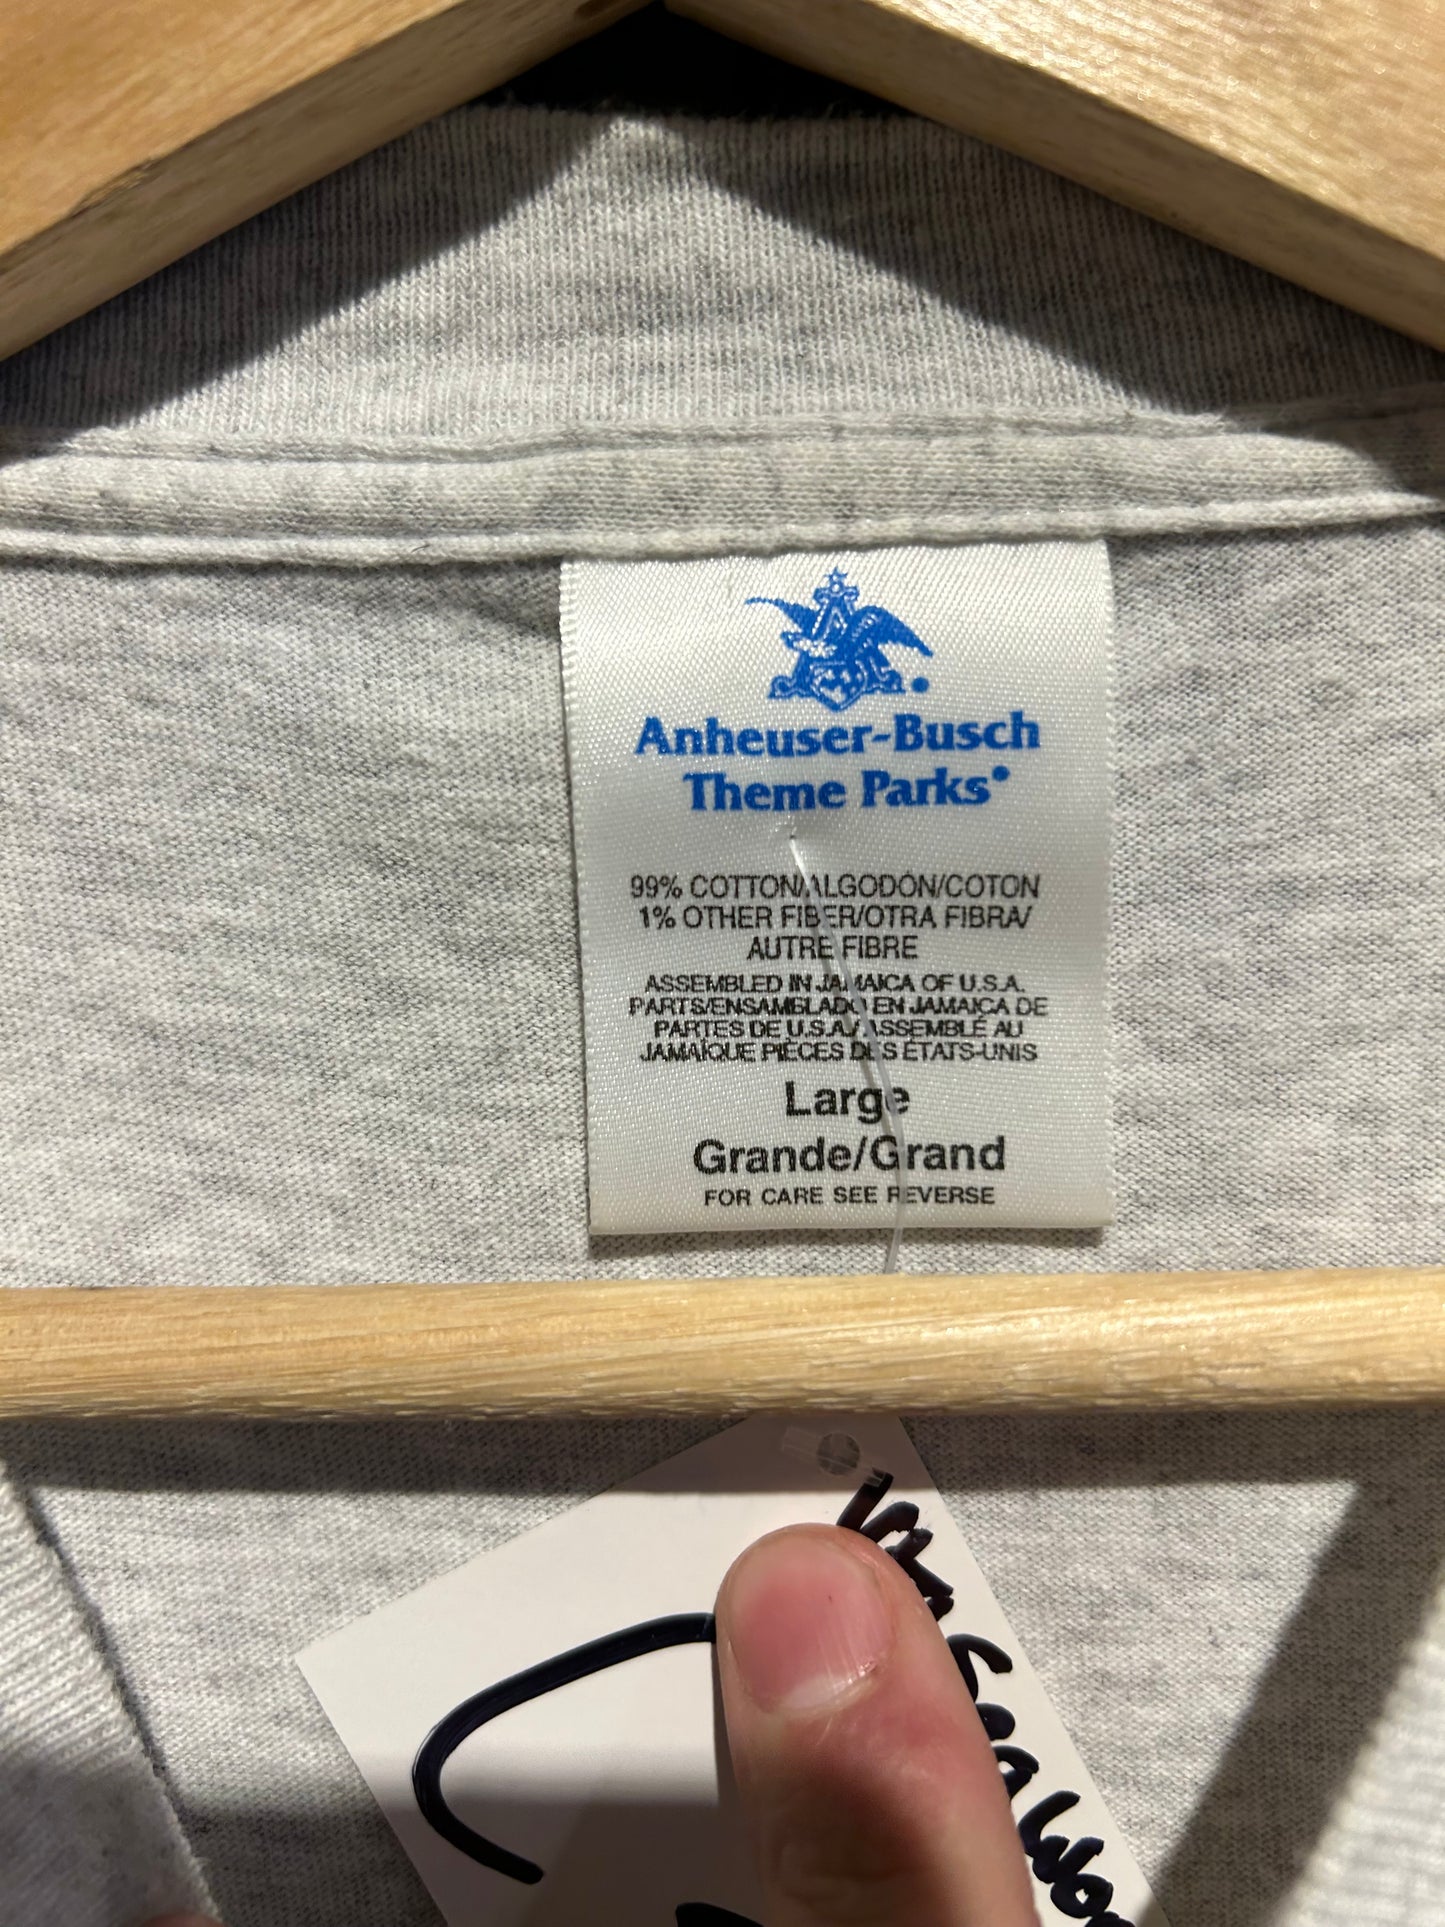 Anheuser-Busch
Theme Parks
99% COTTON/ALGODÓN/COTON
1% OTHER FIBER/OTRA FIBRA/
AUTRE FIBRE
ASSEMBLED IN JAMAICA OF U.S.A.
PARTS/ENSAMBLADO EN JAMAICA DE
PARTES DE U.S.A./ASSEMBLÉ AU
JAMAÏQUE PIÈCES DES ÉTATS-UNIS
Large
Grande/Grand
FOR CARE SEE REVERSE